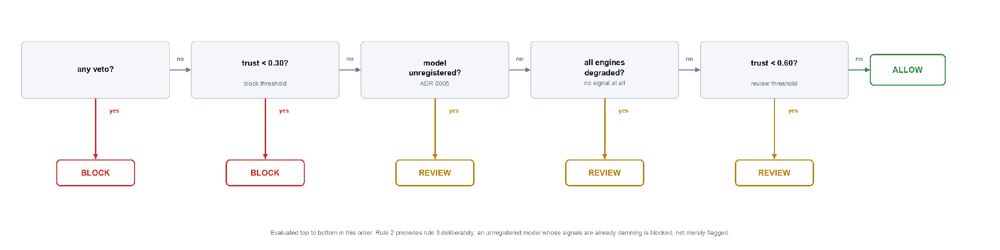 any veto?
no
trust < 0.30?
block threshold
no
model
unregistered?
ADR 0005
no
all engines
degraded?
no signal at all
no
trust < 0.60?
review threshold
no
ALLOW
yes
yes
yes
yes
yes
BLOCK
BLOCK
REVIEW
REVIEW
REVIEW
Evaluated top to bottom in this order. Rule 2 precedes rule 3 deliberately: an unregistered model whose signals are already damning is blocked, not merely flagged.